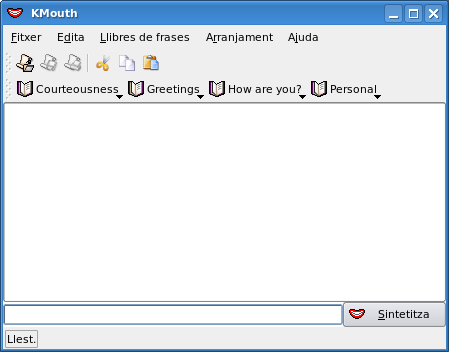 KMouth
Fitxer Edita Llibres de frases Arranjament Ajuda
Courteousness Greetings How are you? Personal
Sintetitza
Llest.